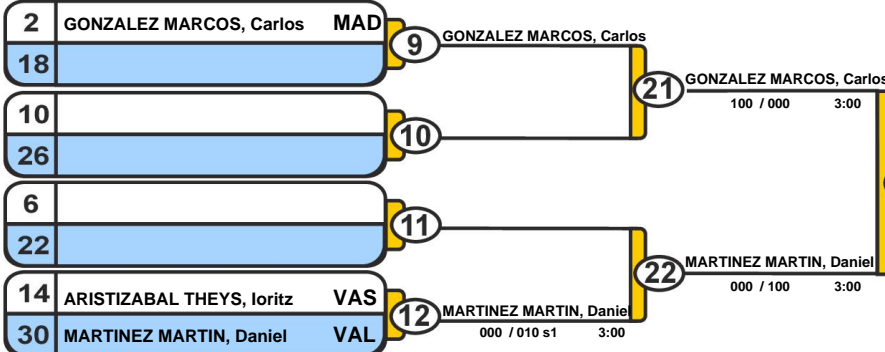 2 GONZALEZ MARCOS, Carlos MAD
18
9 GONZALEZ MARCOS, Carlos
21 GONZALEZ MARCOS, Carlos
100 / 000 3:00
10
26
10
6
22
11
22 MARTINEZ MARTIN, Daniel
000 / 100 3:00
14 ARISTIZABAL THEYS, Ioritz VAS
30 MARTINEZ MARTIN, Daniel VAL
12 MARTINEZ MARTIN, Daniel
000 / 010 s1 3:00